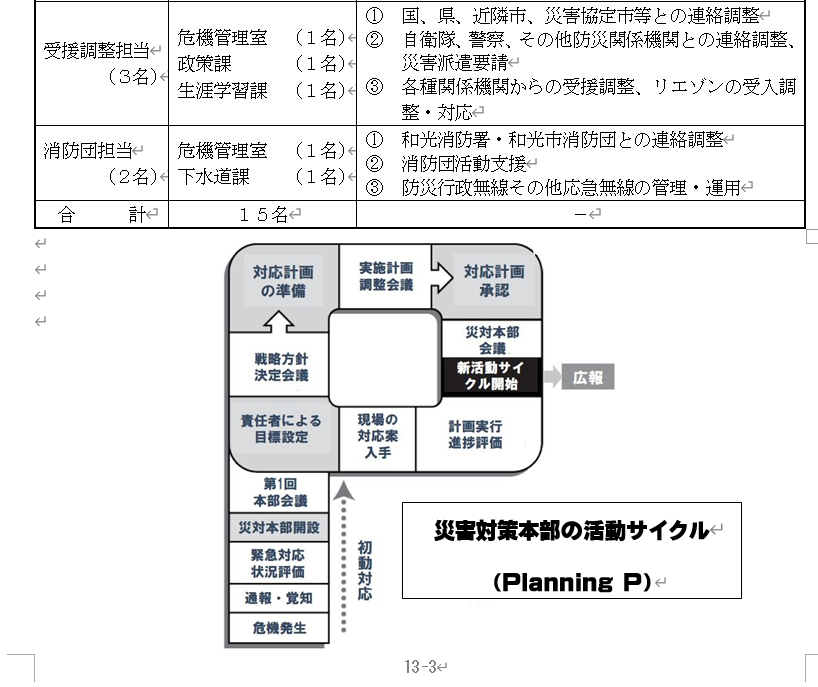 受援調整担当
（３名）
危機管理室　（１名）
政策課　　　（１名）
生涯学習課　（１名）
①　国、県、近隣市、災害協定市等との連絡調整
②　自衛隊、警察、その他防災関係機関との連絡調整、
災害派遣要請
③　各種関係機関からの受援調整、リエゾンの受入調
整・対応
消防団担当
（２名）
危機管理室　（１名）
下水道課　　（１名）
①　和光消防署・和光市消防団との連絡調整
②　消防団活動支援
③　防災行政無線その他応急無線の管理・運用
合　　計
１５名
－
対応計画
の準備
実施計画
調整会議
対応計画
承認
災対本部
会議
新活動サイ
クル開始
広報
戦略方針
決定会議
責任者による
目標設定
現場の
対応案
入手
計画実行
進捗評価
第1回
本部会議
災対本部開設
緊急対応
状況評価
通報・覚知
危機発生
初動対応
災害対策本部の活動サイクル
（Planning P）
13-3